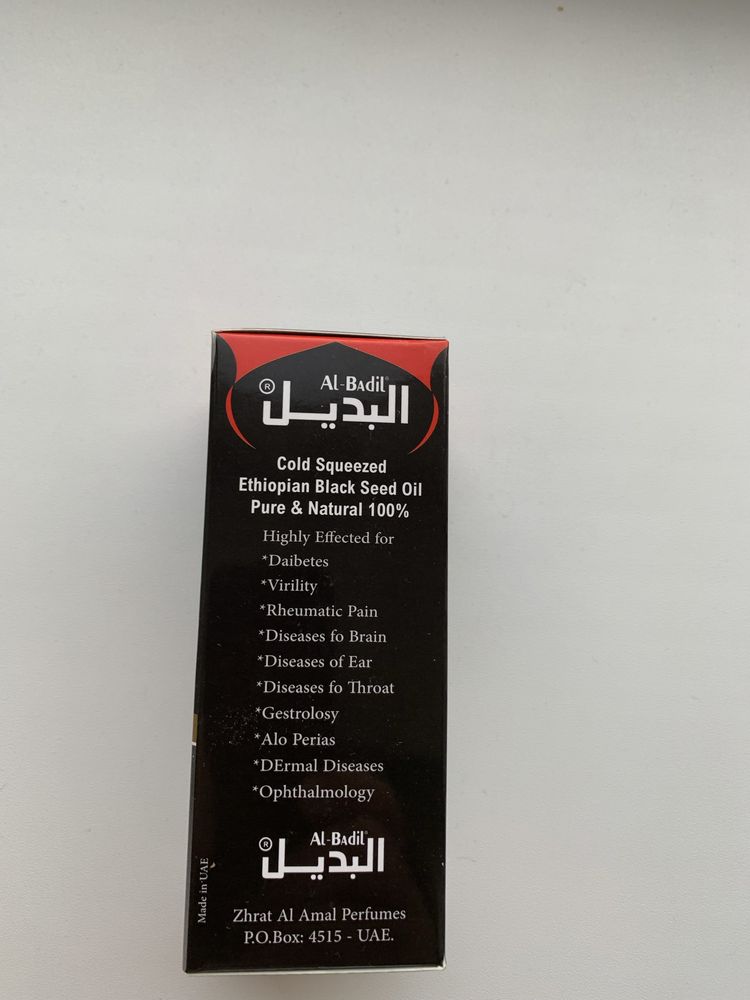 Al-Badil®
® البديل
Cold Squeezed
Ethiopian Black Seed Oil
Pure & Natural 100%
Highly Effected for
*Daibetes
*Virility
*Rheumatic Pain
*Diseases fo Brain
*Diseases of Ear
*Diseases fo Throat
*Gestrolosy
*Alo Perias
*DErmal Diseases
*Ophthalmology
Al-Badil®
® البديل
Made in UAE
Zhrat Al Amal Perfumes
P.O.Box: 4515 - UAE.